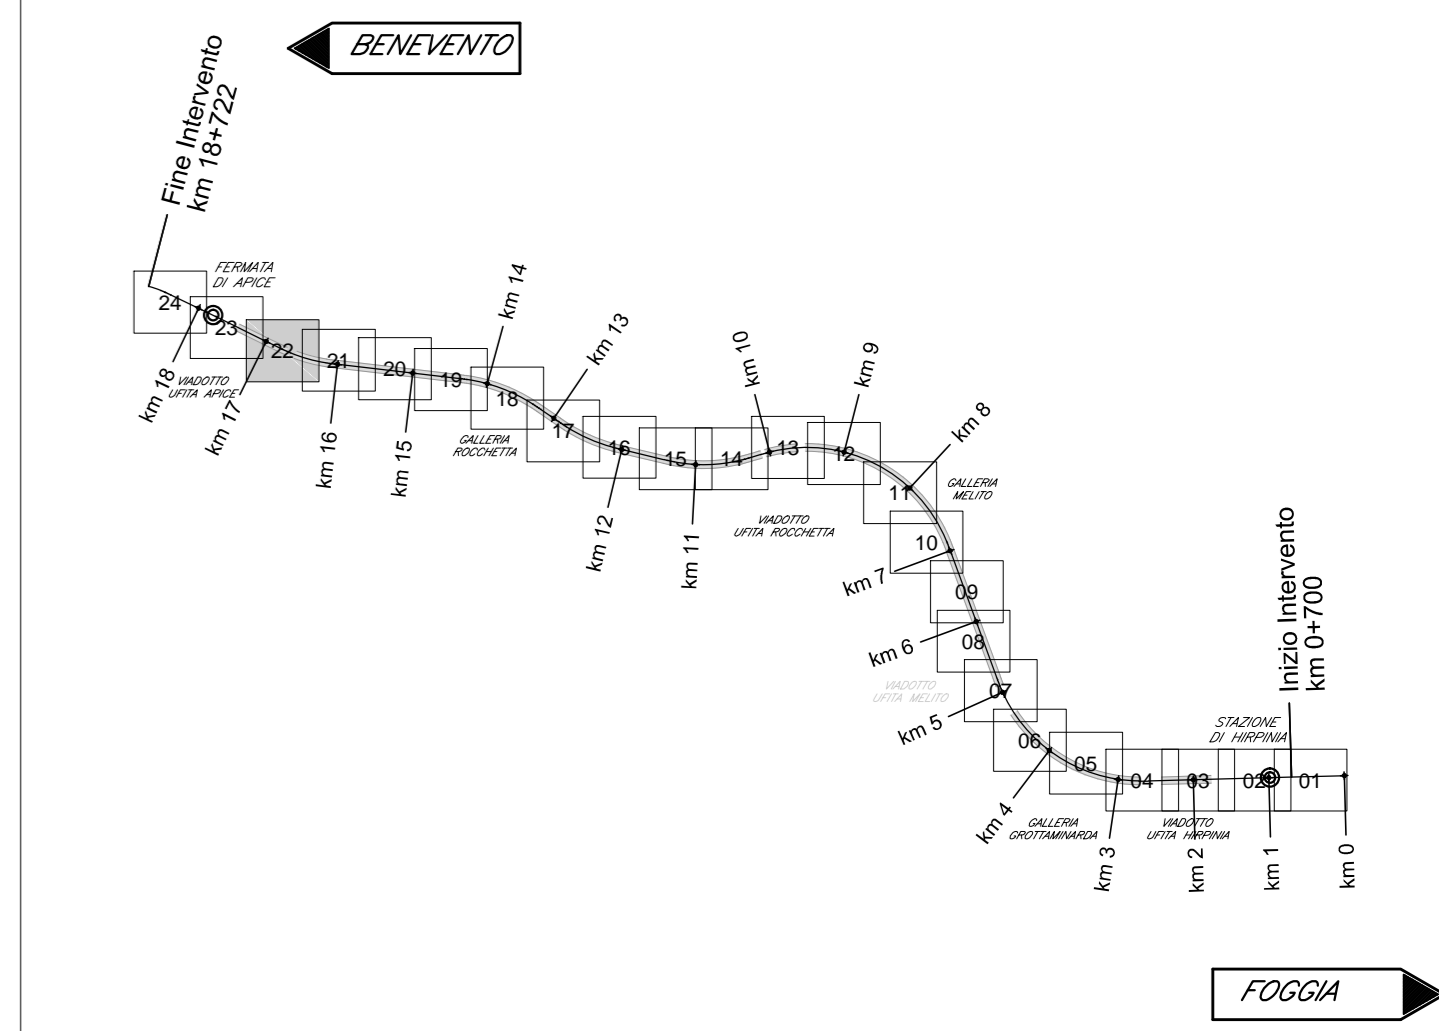 BENEVENTO
Fine Intervento
km 18+722
FERMATA
DI APICE
24
23
22
21
20
19
18
17
16
15
14
13
12
11
10
09
08
07
06
05
04
03
02
01
km 18
VIADOTTO
UFITA APICE
km 17
km 16
km 15
km 14
GALLERIA
ROCCHETTA
km 13
km 12
km 11
km 10
VIADOTTO
UFITA ROCCHETTA
km 9
km 8
GALLERIA
MELITO
km 7
km 6
VIADOTTO
UFITA MELITO
km 5
km 4
GALLERIA
GROTTAMINARDA
km 3
VIADOTTO
UFITA HIRPINIA
km 2
STAZIONE
DI HIRPINIA
km 1
Inizio Intervento
km 0+700
km 0
FOGGIA